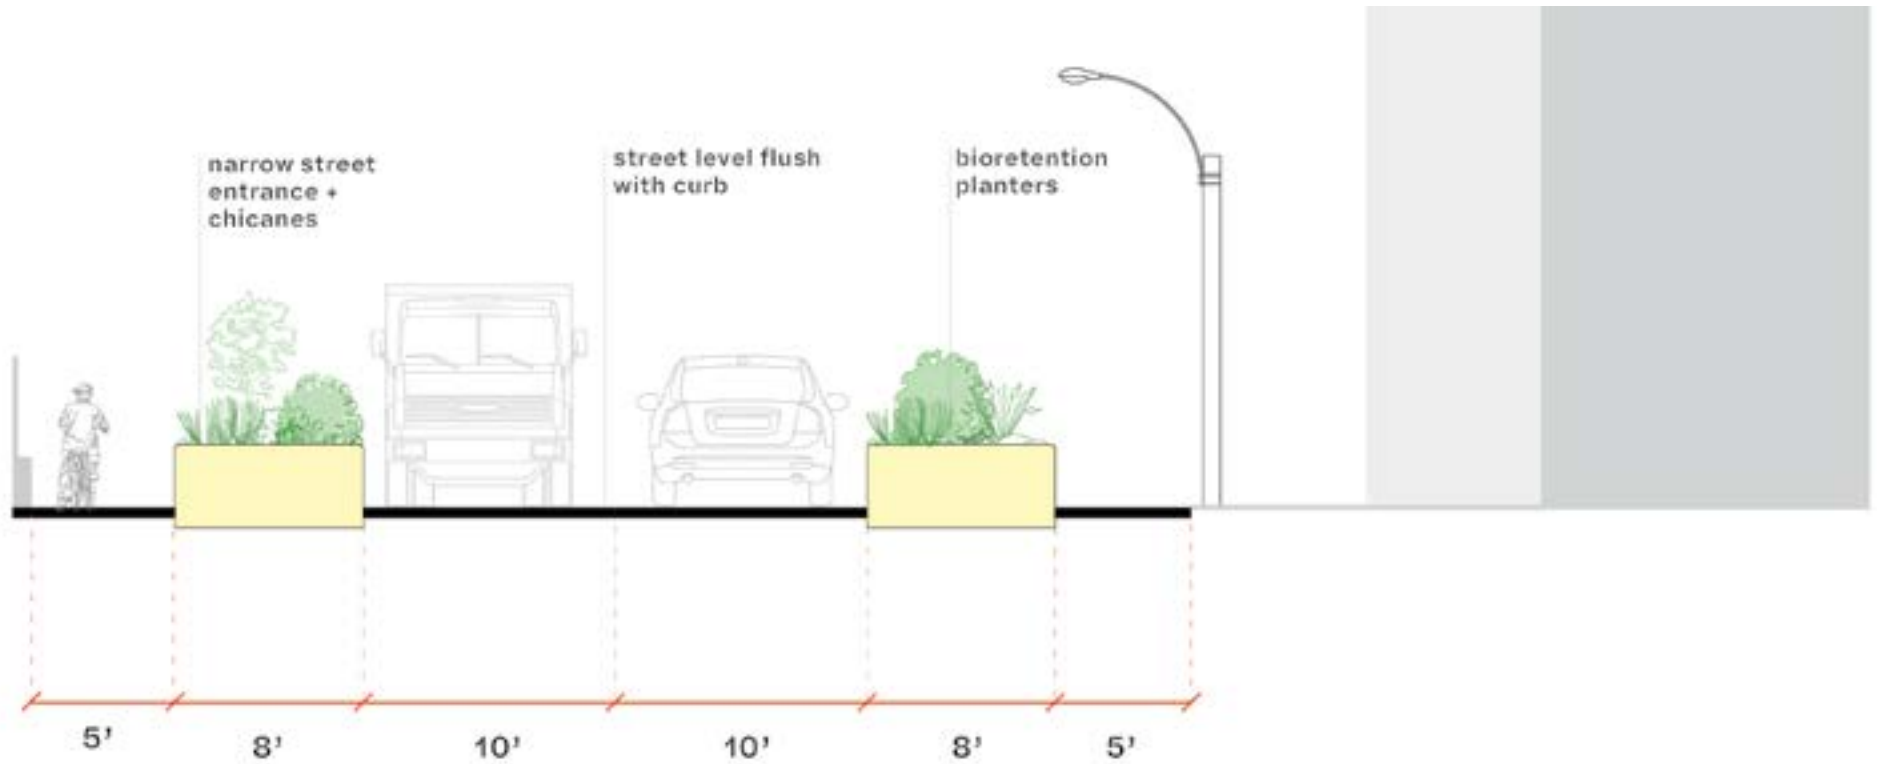 narrow street
entrance +
chicanes
street level flush
with curb
bioretention
planters
5’
8’
10’
10’
8’
5’